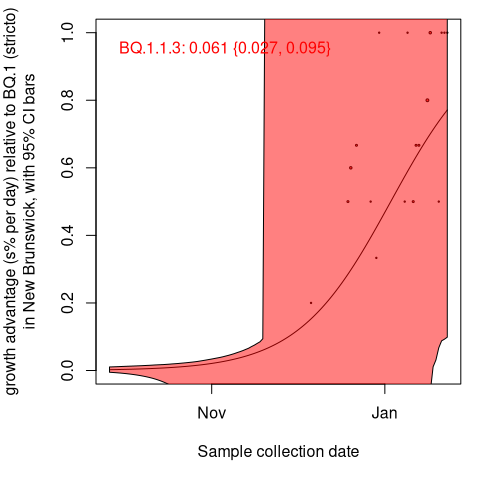 growth advantage (s% per day) relative to BQ.1 (stricto)
in New Brunswick, with 95% CI bars
BQ.1.1.3: 0.061 {0.027, 0.095}
1.0
0.8
0.6
0.4
0.2
0.0
Nov
Jan
Sample collection date